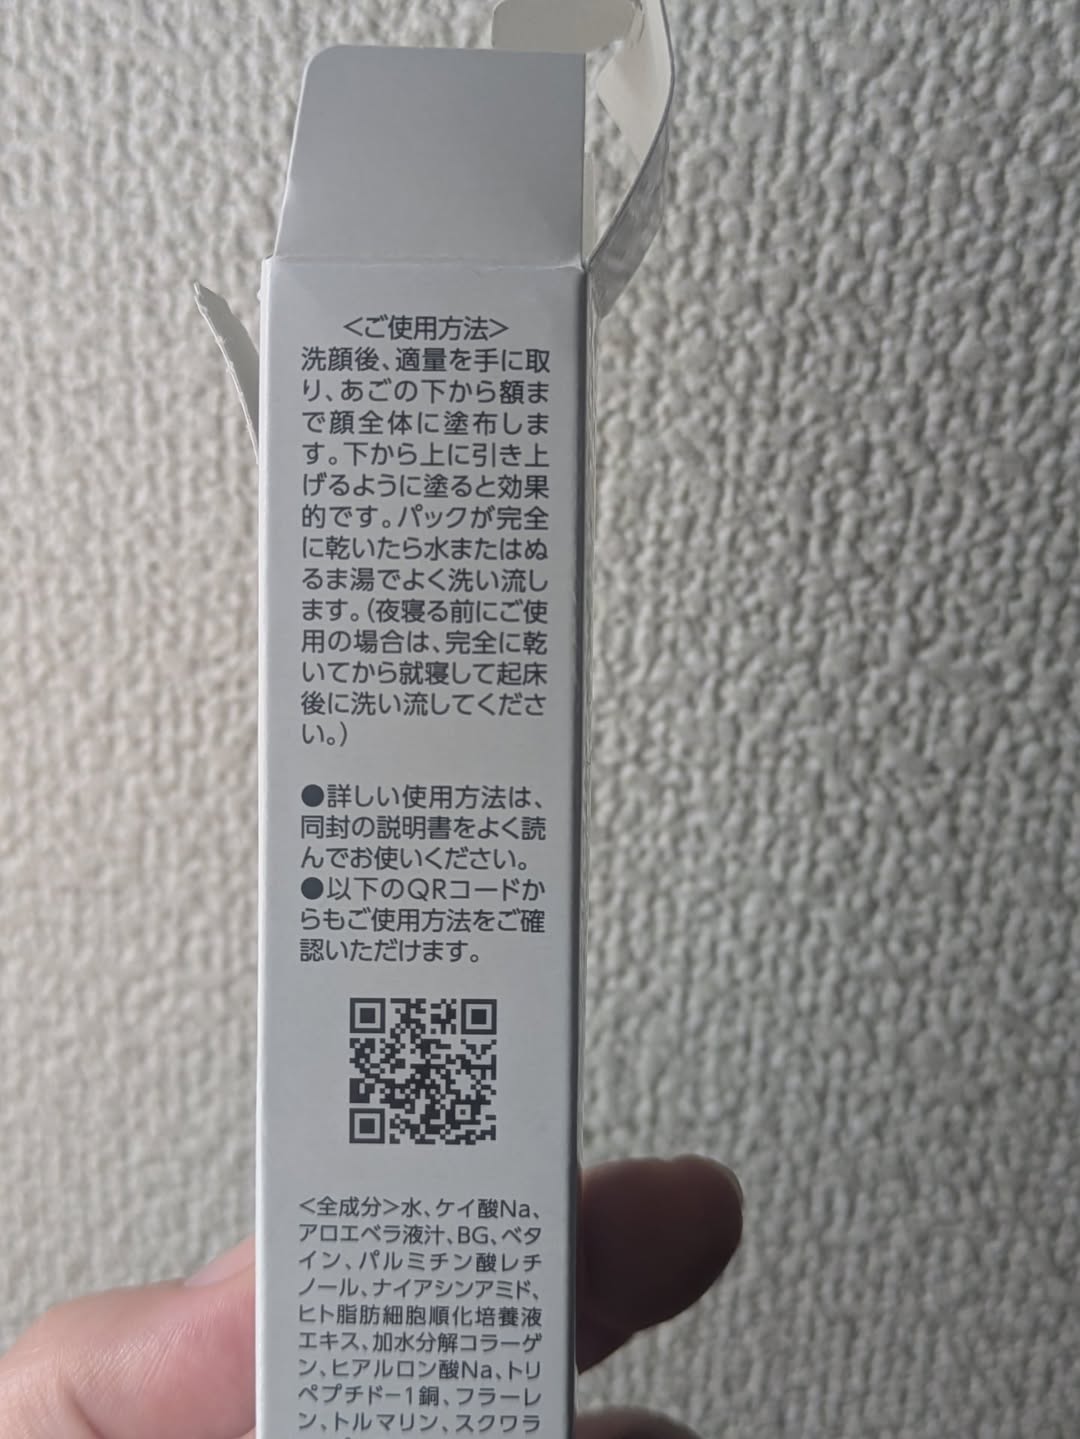 <ご使用方法>
洗顔後、適量を手に取
り、あごの下から額ま
で顔全体に塗布しま
す。下から上に引き上
げるように塗ると効果
的です。パックが完全
に乾いたら水またはぬ
るま湯でよく洗い流し
ます。(夜寝る前にご使
用の場合は、完全に乾
いてから就寝して起床
後に洗い流してくださ
い。)
●詳しい使用方法は、
同封の説明書をよく読
んでお使いください。
●以下のQRコードか
らもご使用方法をご確
認いただけます。
<全成分>水、ケイ酸Na、
アロエベラ液汁、BG、ベタ
イン、パルミチン酸レチ
ノール、ナイアシンアミド、
ヒト脂肪細胞順化培養液
エキス、加水分解コラーゲ
ン、ヒアルロン酸Na、トリ
ペプチド-1銅、フラーレ
ン、トルマリン、スクワラ